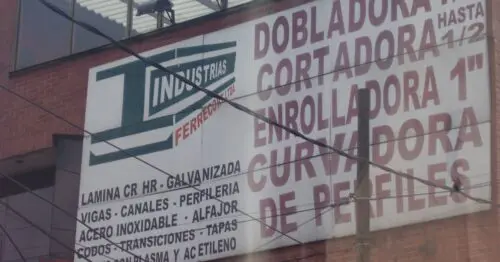 INDUSTRIAS
LAMINA CR HR - GALVANIZADA
VIGAS - CANALES - PERFILERIA
ACERO INOXIDABLE - ALFAJOR
CODOS - TRANSICIONES - TAPAS
PLASMA Y ACETILENO
DOBLADORA
CORTADORA HASTA 1/2
ENROLLADORA 1"
CURVADORA
DE PERFILES